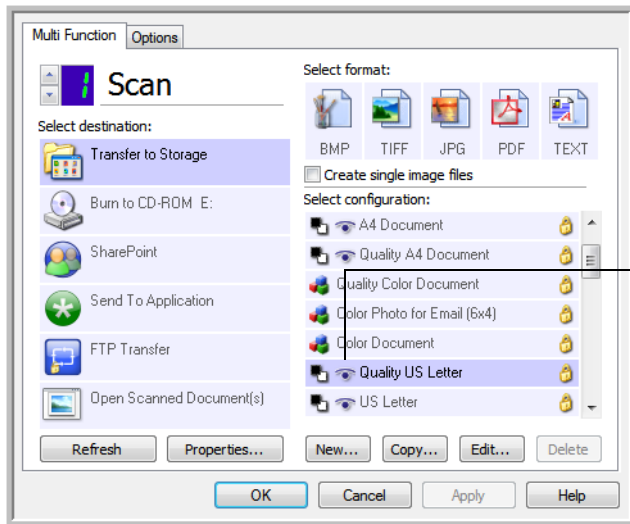 Multi Function
Options
1
Scan
Select destination:
Transfer to Storage
Burn to CD-ROM E:
SharePoint
Send To Application
FTP Transfer
Open Scanned Document(s)
Refresh
Properties...
Select format:
BMP TIFF JPG PDF TEXT
Create single image files
Select configuration:
A4 Document
Quality A4 Document
Quality Color Document
Color Photo for Email (6x4)
Color Document
Quality US Letter
US Letter
New... Copy... Edit... Delete
OK Cancel Apply Help